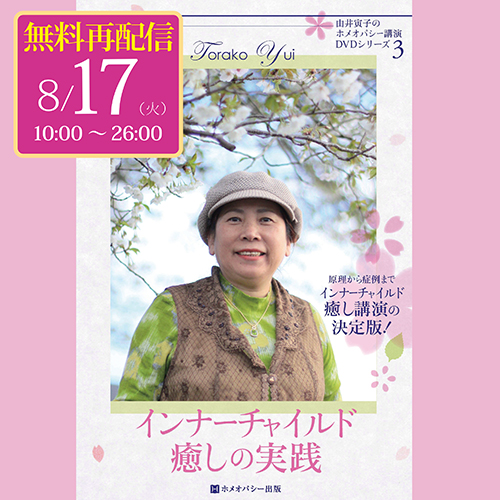 無料再配信
8/17(火)
10:00 ～ 26:00
Torako Yui
由井寅子の
ホメオパシー講演
DVDシリーズ 3
原理から症例まで
インナーチャイルド
癒し講演の
決定版!
インナーチャイルド
癒しの実践
ホメオパシー出版